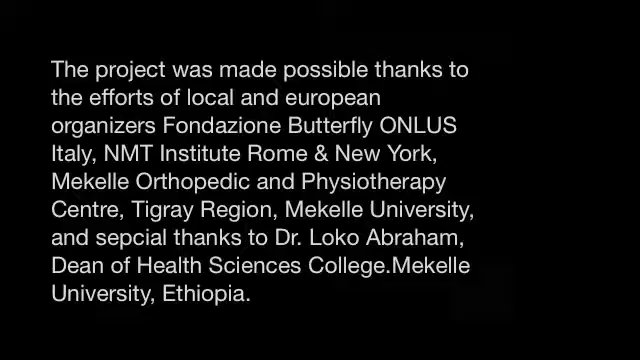 The project was made possible thanks to
the efforts of local and european
organizers Fondazione Butterfly ONLUS
Italy, NMT Institute Rome & New York,
Mekelle Orthopedic and Physiotherapy
Centre, Tigray Region, Mekelle University,
and sepcial thanks to Dr. Loko Abraham,
Dean of Health Sciences College.Mekelle
University, Ethiopia.